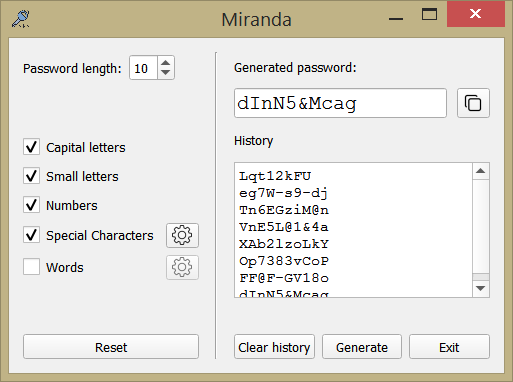 Miranda
Password length: 10
Capital letters
Small letters
Numbers
Special Characters
Words
Reset
Generated password:
dInN5&Mcag
History
Lqt12kFU
eg7W-s9-dj
Tn6EGziM@n
VnE5L@1&4a
XAb2lzoLkY
Op7383vCoP
FF@F-GV18o
dInN5&Mcag
Clear history
Generate
Exit